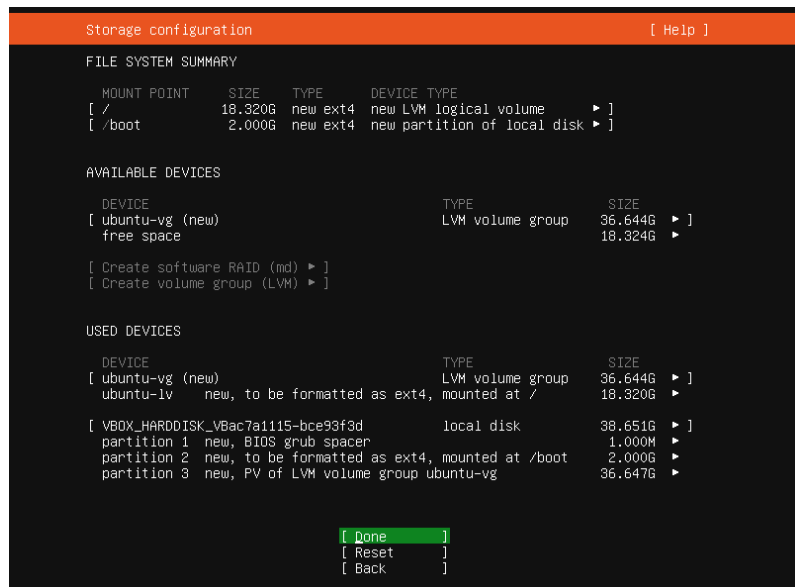 Storage configuration [ Help ]
FILE SYSTEM SUMMARY
MOUNT POINT SIZE TYPE DEVICE TYPE
[ / 18.320G new ext4 new LVM logical volume ▸ ]
[ /boot 2.000G new ext4 new partition of local disk ▸ ]
AVAILABLE DEVICES
DEVICE TYPE SIZE
[ ubuntu-vg (new) LVM volume group 36.644G ▸ ]
free space 18.324G ▸
[ Create software RAID (md) ▸ ]
[ Create volume group (LVM) ▸ ]
USED DEVICES
DEVICE TYPE SIZE
[ ubuntu-vg (new) LVM volume group 36.644G ▸ ]
ubuntu-lv new, to be formatted as ext4, mounted at / 18.320G ▸
[ VBOX_HARDDISK_VBac7a1115-bce93f3d local disk 38.651G ▸ ]
partition 1 new, BIOS grub spacer 1.000M ▸
partition 2 new, to be formatted as ext4, mounted at /boot 2.000G ▸
partition 3 new, PV of LVM volume group ubuntu-vg 36.647G ▸
[ Done ]
[ Reset ]
[ Back ]